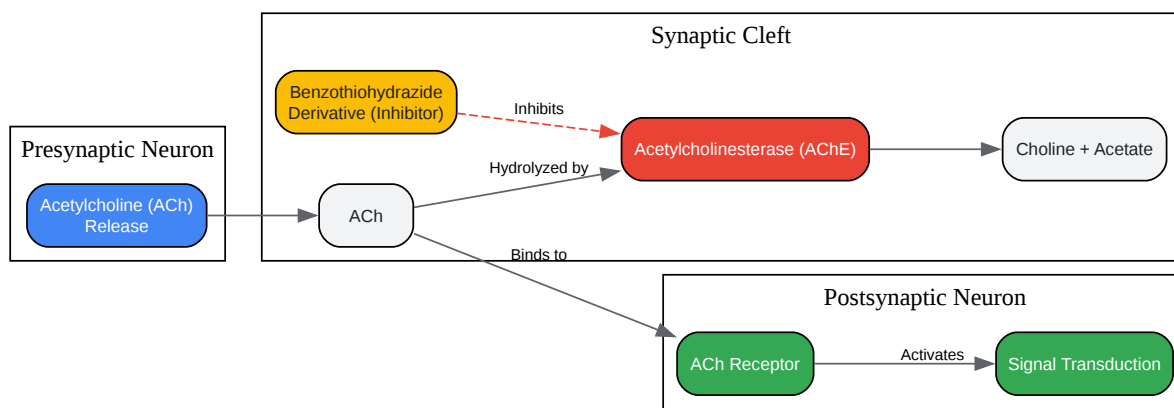 Synaptic Cleft
Benzothiohydrazide
Derivative (Inhibitor)
Inhibits
Acetylcholinesterase (AChE)
Choline + Acetate
Presynaptic Neuron
Hydrolyzed by
Acetylcholine (ACh)
Release
ACh
Binds to
Postsynaptic Neuron
ACh Receptor
Activates
Signal Transduction